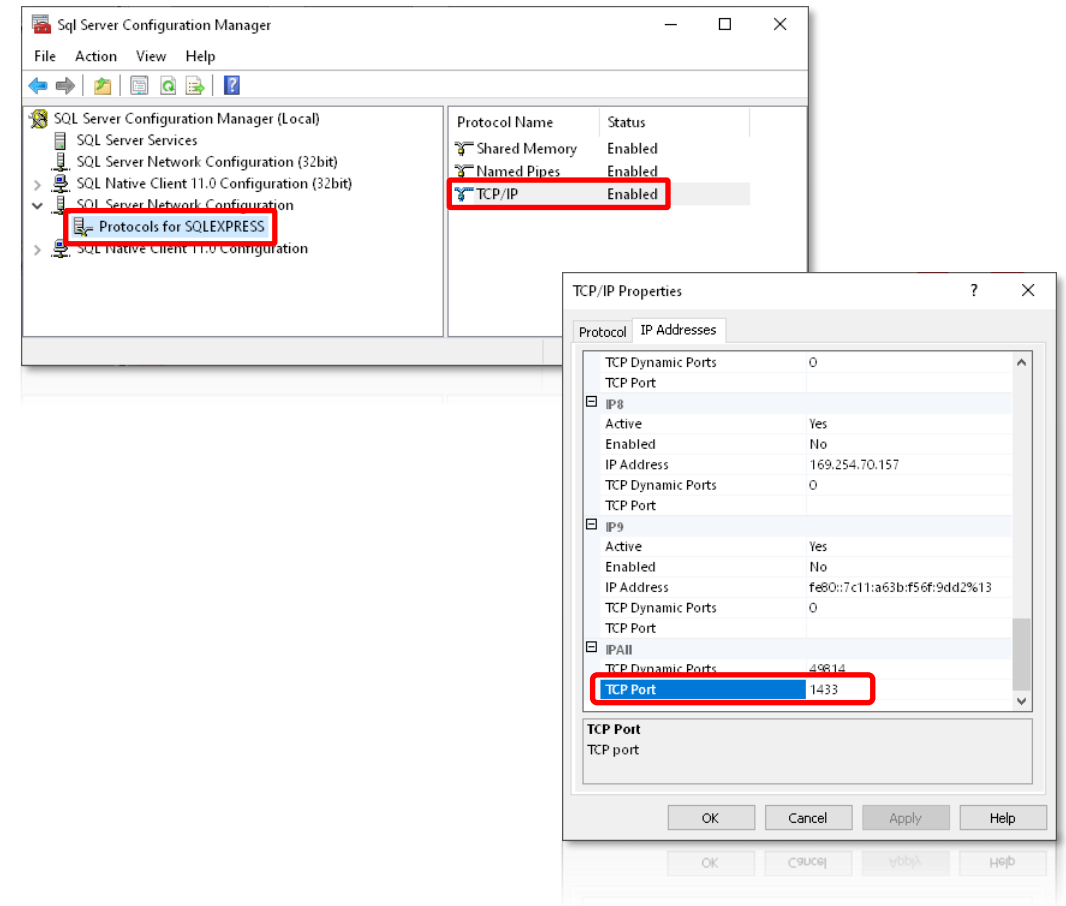 Sql Server Configuration Manager
File Action View Help
SQL Server Configuration Manager (Local)
SQL Server Services
SQL Server Network Configuration (32bit)
SQL Native Client 11.0 Configuration (32bit)
SQL Server Network Configuration
Protocols for SQLEXPRESS
SQL Native Client 11.0 Configuration
Protocol Name Status
Shared Memory Enabled
Named Pipes Enabled
TCP/IP Enabled
TCP/IP Properties
Protocol IP Addresses
TCP Dynamic Ports 0
TCP Port
IP8
Active Yes
Enabled No
IP Address 169.254.70.157
TCP Dynamic Ports 0
TCP Port
IP9
Active Yes
Enabled No
IP Address fe80::7c11:a63b:f56f:9dd2%13
TCP Dynamic Ports 0
TCP Port
IPAll
TCP Dynamic Ports 49814
TCP Port 1433
TCP Port
TCP port
OK Cancel Apply Help